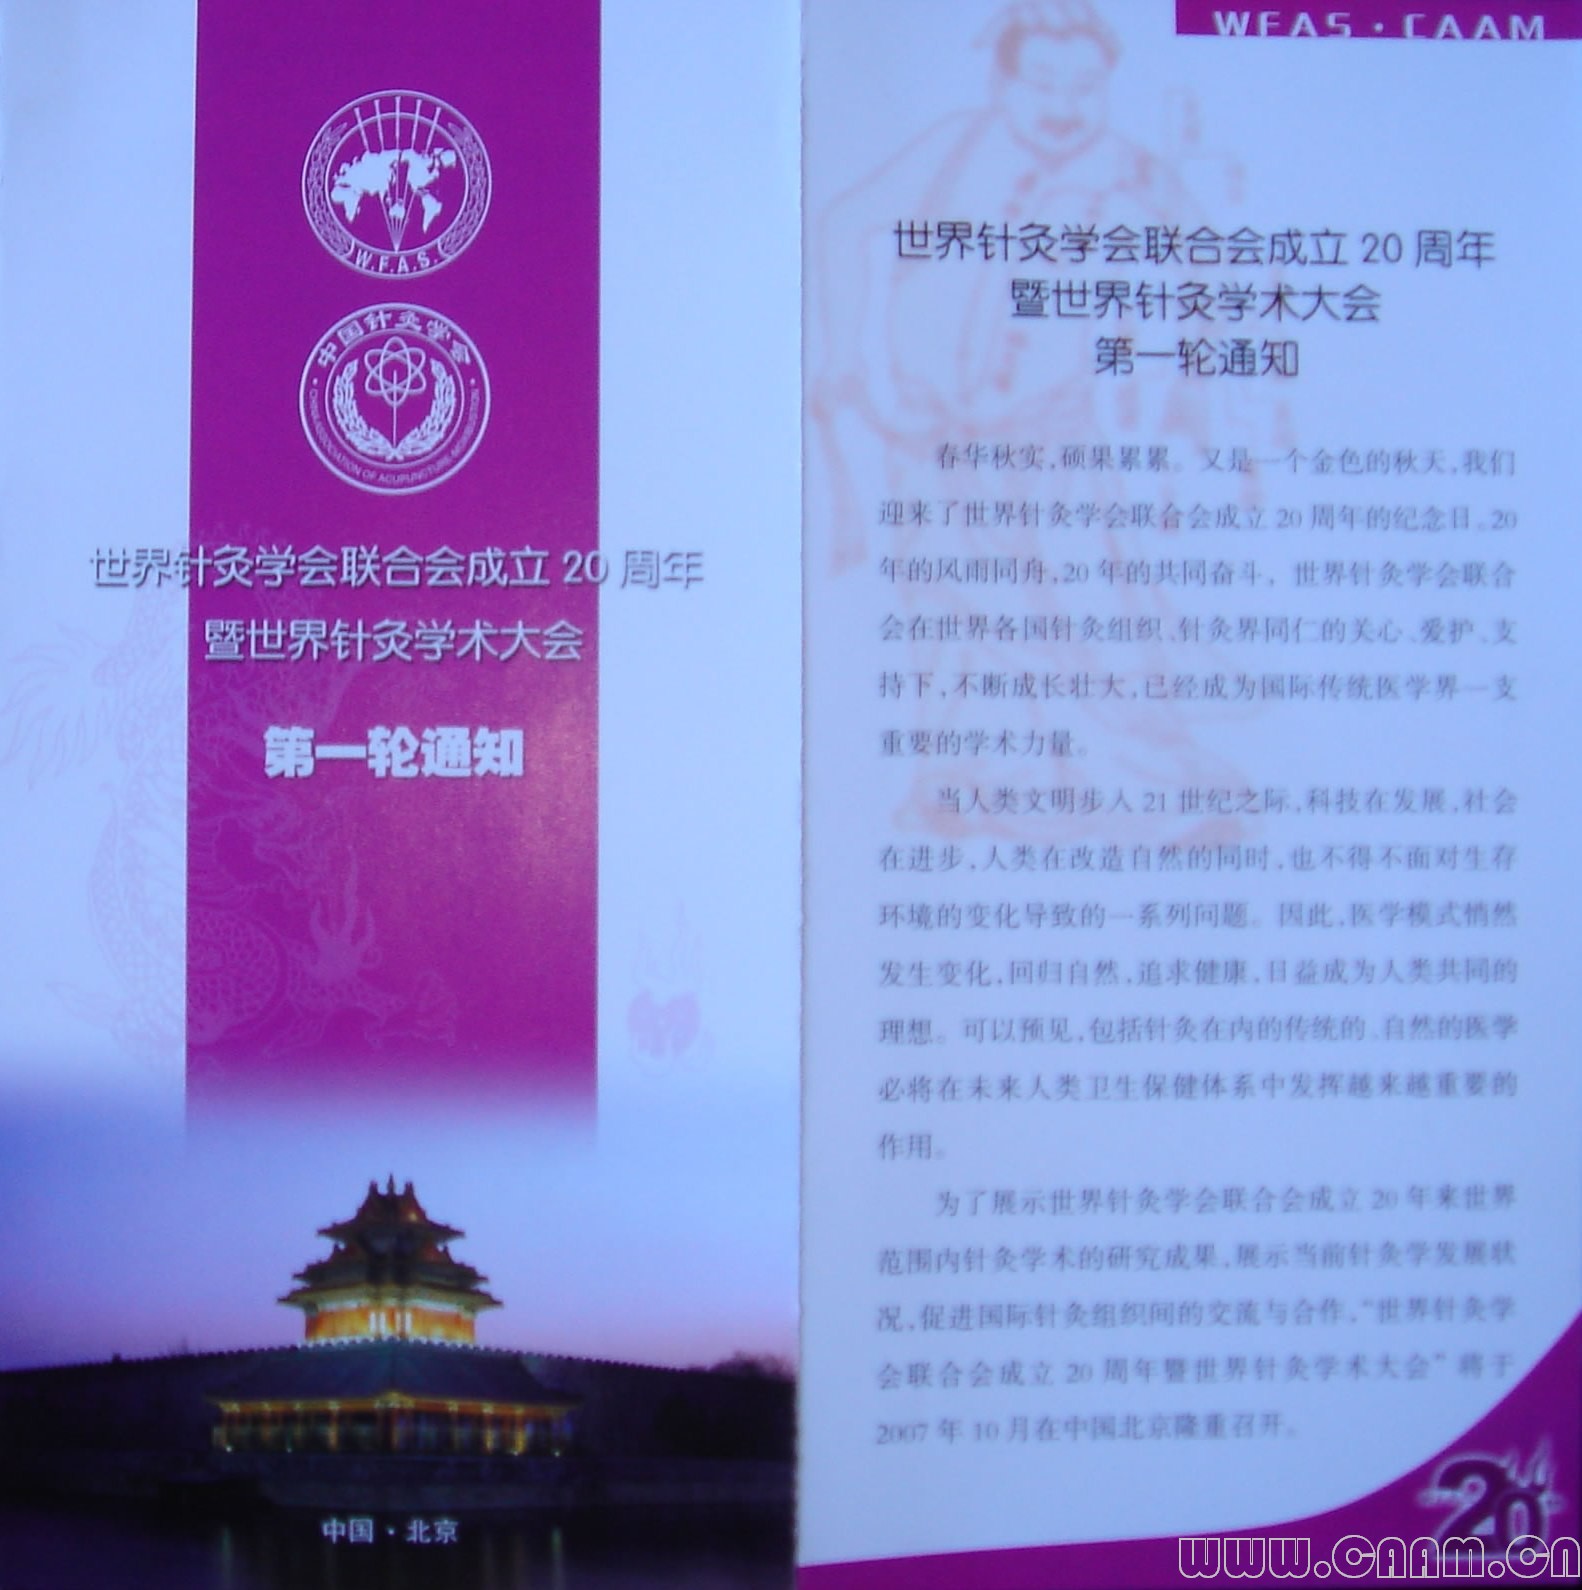 W.F.A.S.
中国针灸学会
CHINA ASSOCIATION OF ACUPUNCTURE-MOXIBUSTION
世界针灸学会联合会成立 20 周年
暨世界针灸学术大会
第一轮通知
中国·北京
WFAS·CAAM
世界针灸学会联合会成立 20 周年
暨世界针灸学术大会
第一轮通知
春华秋实,硕果累累。又是一个金色的秋天,我们
迎来了世界针灸学会联合会成立 20 周年的纪念日。20
年的风雨同舟,20 年的共同奋斗, 世界针灸学会联合
会在世界各国针灸组织、针灸界同仁的关心、爱护、支
持下,不断成长壮大,已经成为国际传统医学界一支
重要的学术力量。
当人类文明步入 21 世纪之际,科技在发展,社会
在进步,人类在改造自然的同时,也不得不面对生存
环境的变化导致的一系列问题。因此,医学模式悄然
发生变化,回归自然,追求健康,日益成为人类共同的
理想。可以预见,包括针灸在内的传统的、自然的医学
必将在未来人类卫生保健体系中发挥越来越重要的
作用。
为了展示世界针灸学会联合会成立 20 年来世界
范围内针灸学术的研究成果,展示当前针灸学发展状
况,促进国际针灸组织间的交流与合作,“世界针灸学
会联合会成立 20 周年暨世界针灸学术大会”将于
2007 年 10 月在中国北京隆重召开。
20
www.caam.cn